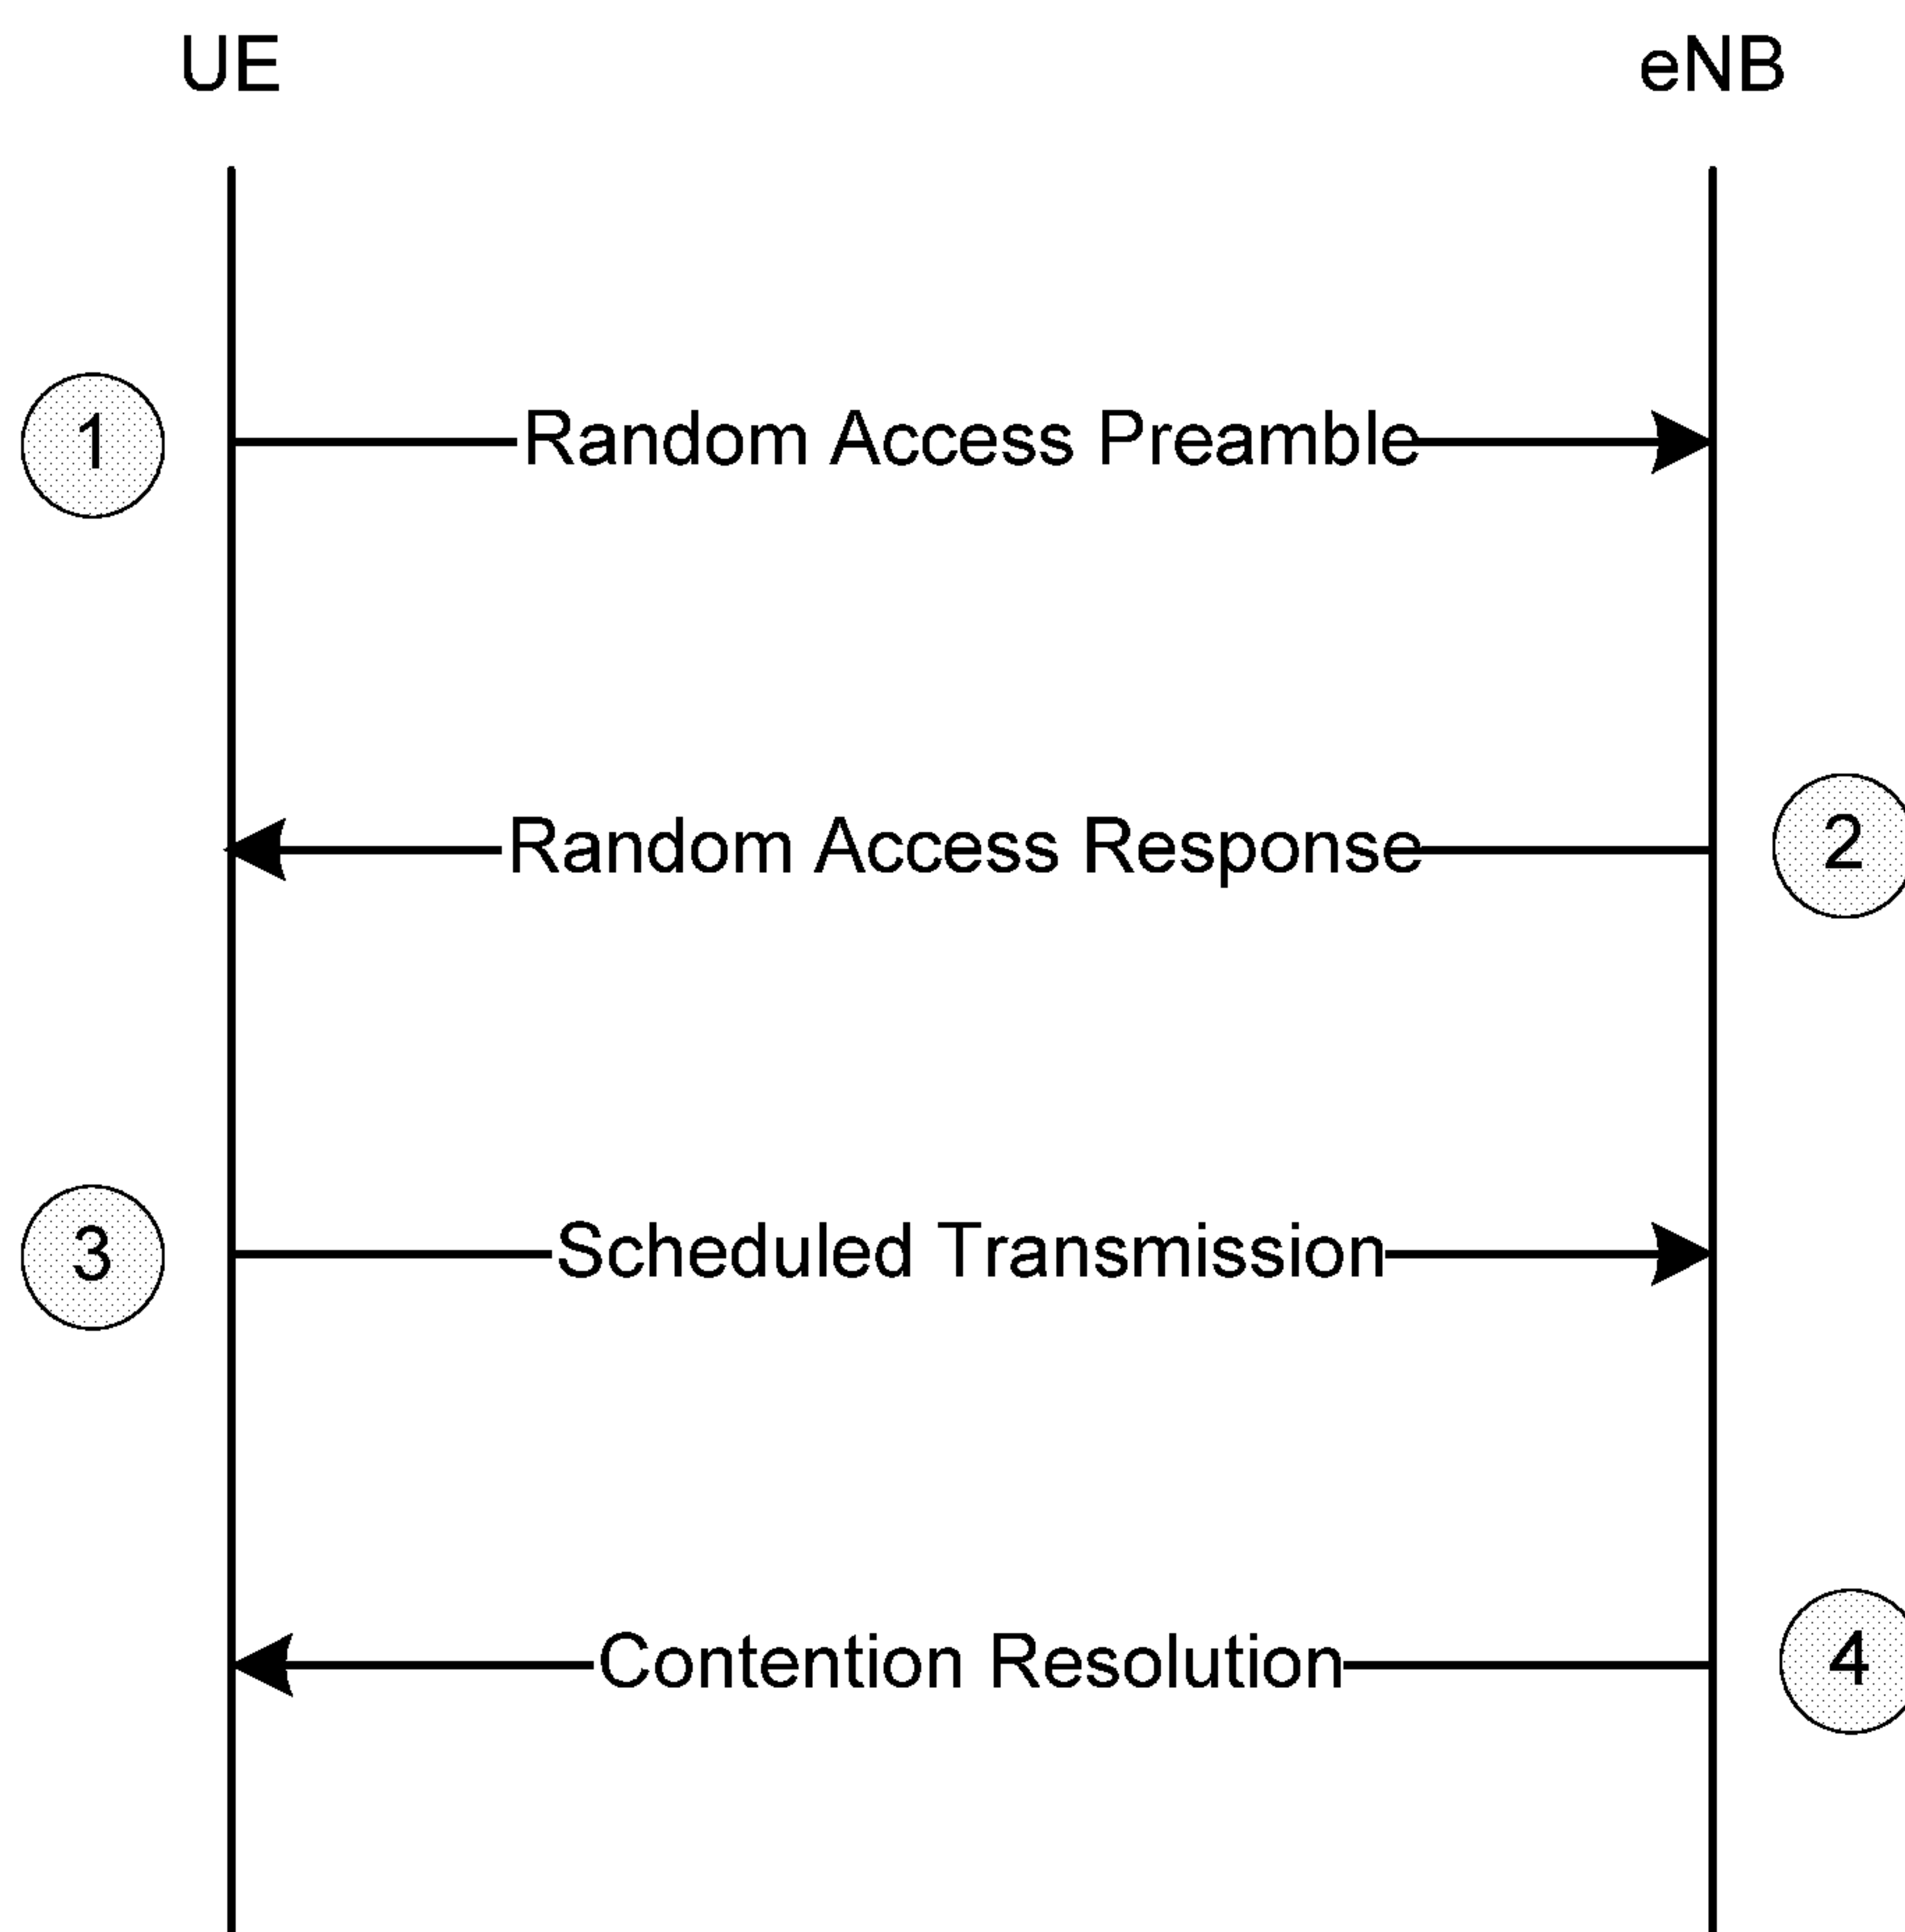 UE
eNB
1
Random Access Preamble
Random Access Response
2
3
Scheduled Transmission
Contention Resolution
4